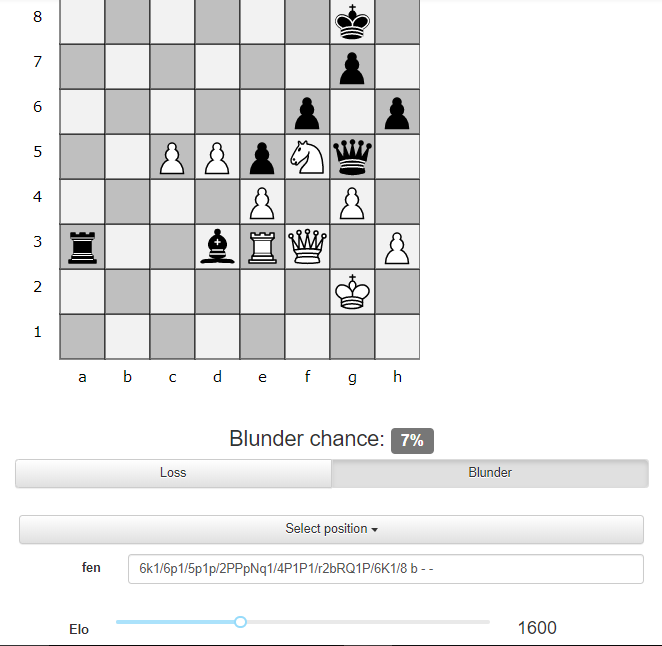 8
7
6
5
4
3
2
1
a b c d e f g h
Blunder chance: 7%
Loss Blunder
Select position
fen 6k1/6p1/5p1p/2PPpNq1/4P1P1/r2bRQ1P/6K1/8 b - -
Elo 1600